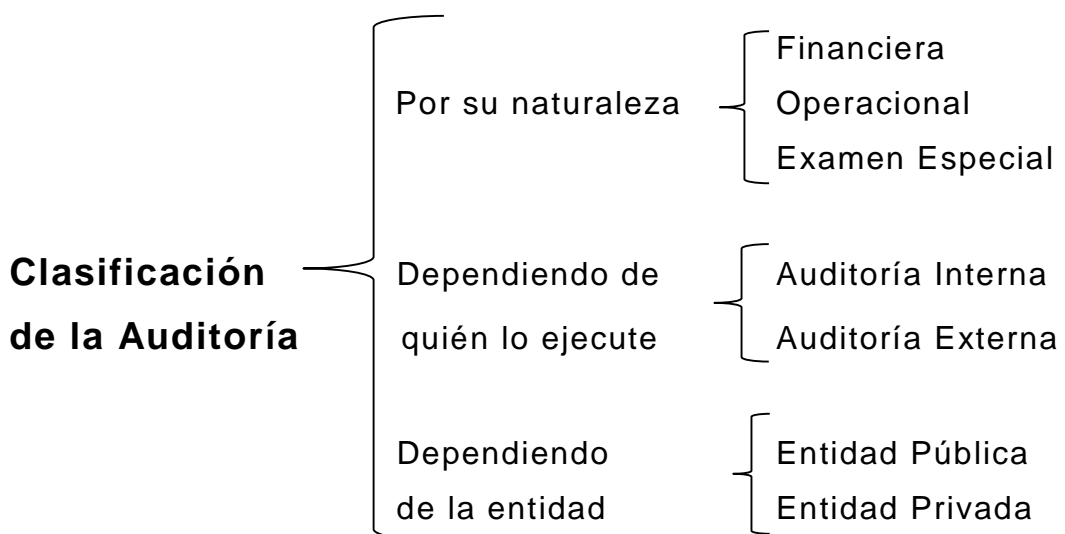 Clasificación
de la Auditoría
Por su naturaleza
Financiera
Operacional
Examen Especial
Dependiendo de
quién lo ejecute
Auditoría Interna
Auditoría Externa
Dependiendo
de la entidad
Entidad Pública
Entidad Privada